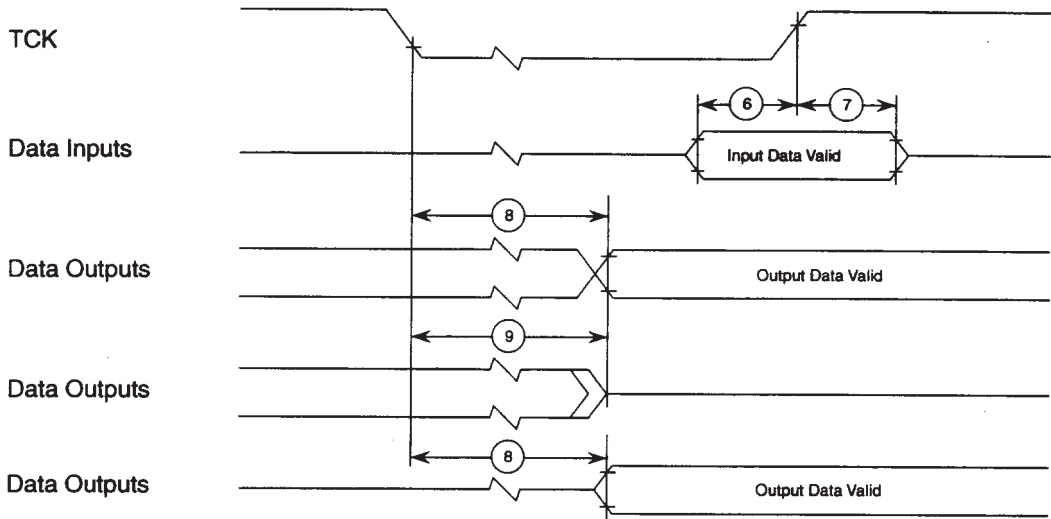 TCK
6
7
Data Inputs
Input Data Valid
8
Data Outputs
Output Data Valid
9
Data Outputs
8
Data Outputs
Output Data Valid